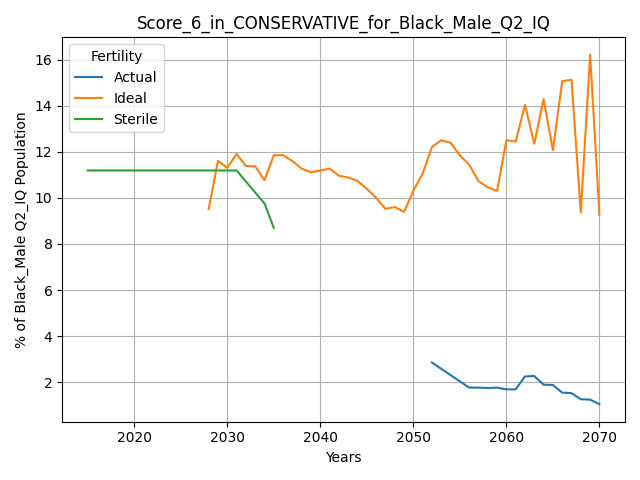 Score_6_in_CONSERVATIVE_for_Black_Male_Q2_IQ
Fertility
Actual
Ideal
Sterile
% of Black_Male Q2_IQ Population
16
14
12
10
8
6
4
2
2020 2030 2040 2050 2060 2070
Years